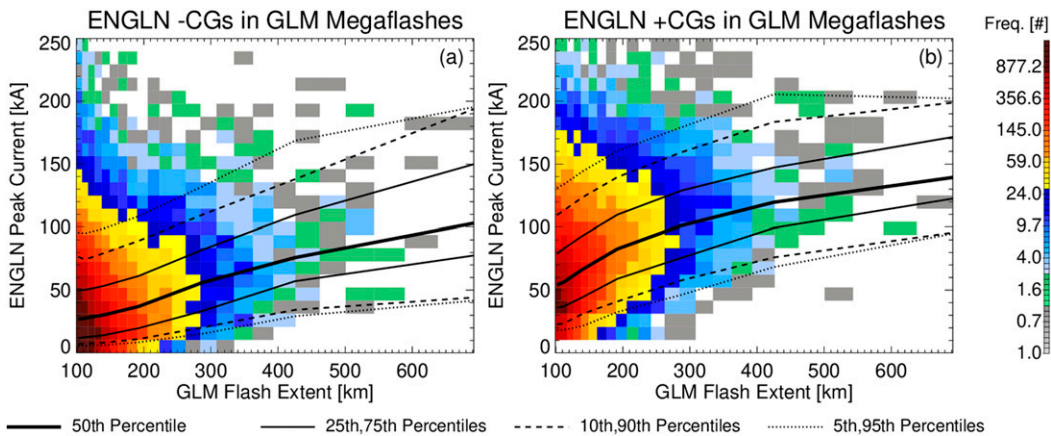 ENGLN -CGs in GLM Megaflashes
ENGLN +CGs in GLM Megaflashes
Freq. [#]
(a)
(b)
ENGLN Peak Current [kA]
250
200
150
100
50
0
100 200 300 400 500 600
GLM Flash Extent [km]
ENGLN Peak Current [kA]
250
200
150
100
50
0
100 200 300 400 500 600
GLM Flash Extent [km]
877.2
356.6
145.0
59.0
24.0
9.7
4.0
1.6
0.7
1.0
50th Percentile
25th,75th Percentiles
10th,90th Percentiles
5th,95th Percentiles